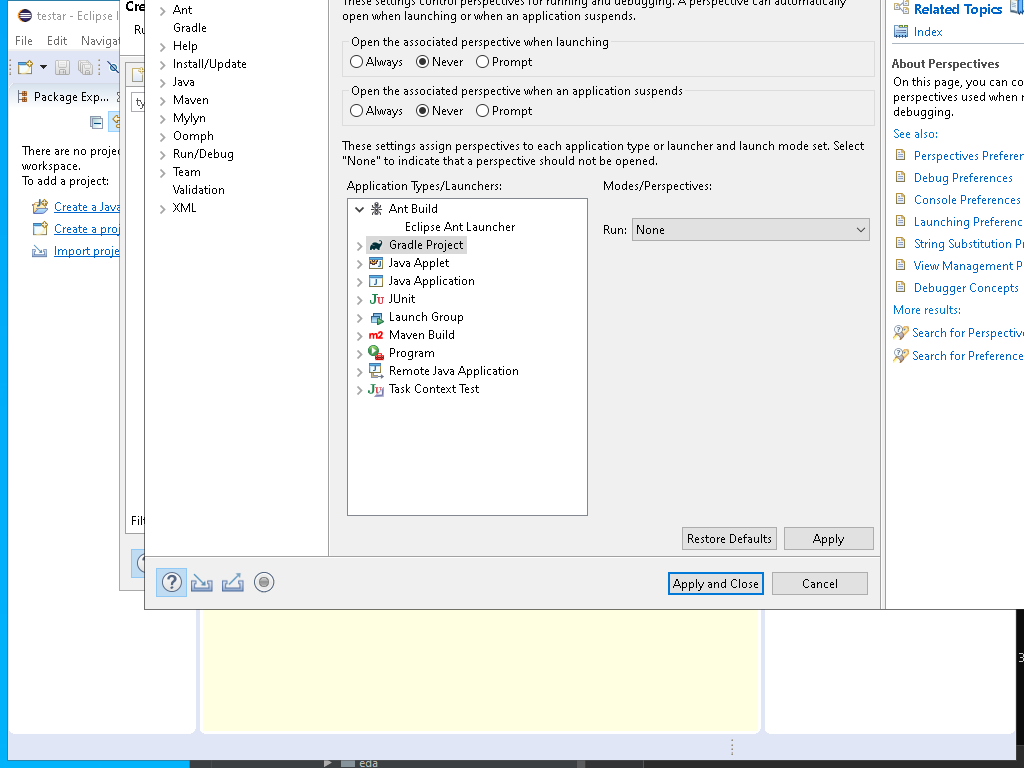 testar - Eclipse I
File Edit Navigat
Package Exp...
There are no proje
workspace.
To add a project:
Create a Java
Create a proj
Import proje
Cre
Ru
ty
Filt
Ant
Gradle
Help
Install/Update
Java
Maven
Mylyn
Oomph
Run/Debug
Team
Validation
XML
These settings control perspectives for running and debugging. A perspective can automatically
open when launching or when an application suspends.
Open the associated perspective when launching
Always Never Prompt
Open the associated perspective when an application suspends
Always Never Prompt
These settings assign perspectives to each application type or launcher and launch mode set. Select
"None" to indicate that a perspective should not be opened.
Application Types/Launchers:
Modes/Perspectives:
Ant Build
Eclipse Ant Launcher
Gradle Project
Java Applet
Java Application
JUnit
Launch Group
Maven Build
Program
Remote Java Application
Task Context Test
Run: None
Restore Defaults Apply
Apply and Close Cancel
Related Topics
Index
About Perspectives
On this page, you can co
perspectives used when r
debugging.
See also:
Perspectives Preferen
Debug Preferences
Console Preferences
Launching Preferenc
String Substitution Pr
View Management P
Debugger Concepts
More results:
Search for Perspective
Search for Preference
3
eda